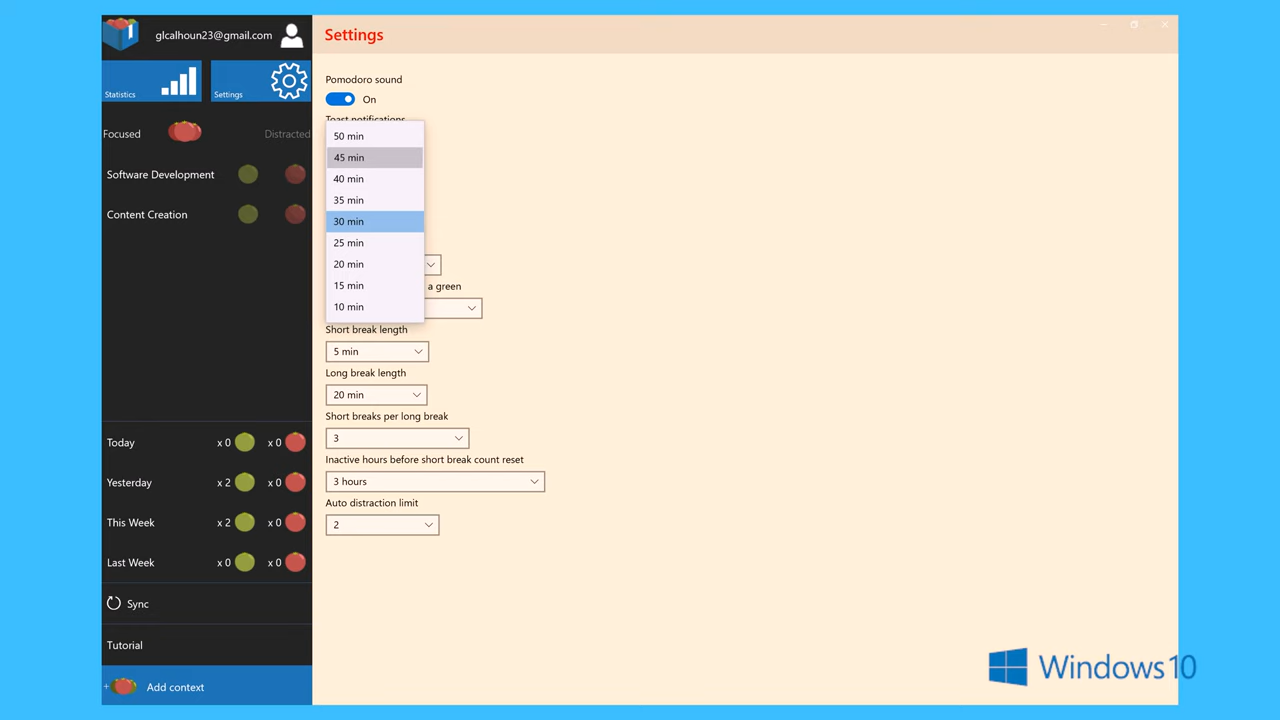 glcalhoun23@gmail.com
Settings
Statistics
Settings
Focused
Distracted
Software Development
Content Creation
Today
x 0
x 0
Yesterday
x 2
x 0
This Week
x 2
x 0
Last Week
x 0
x 0
Sync
Tutorial
+
Add context
Pomodoro sound
On
Toast notifications
50 min
45 min
40 min
35 min
30 min
25 min
20 min
15 min
10 min
a green
Short break length
5 min
Long break length
20 min
Short breaks per long break
3
Inactive hours before short break count reset
3 hours
Auto distraction limit
2
Windows 10